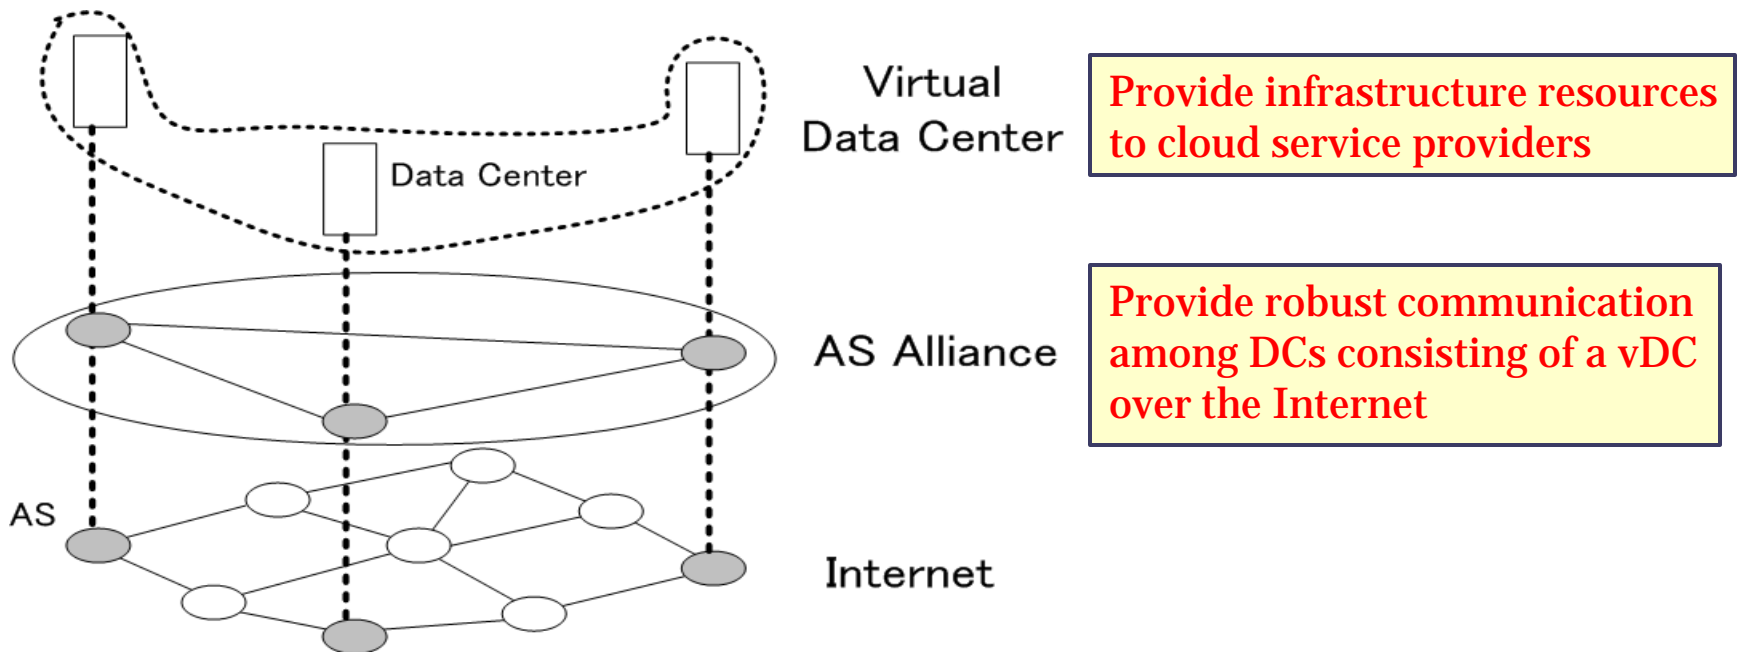 Virtual
Data Center
Provide infrastructure resources
to cloud service providers
Data Center
AS Alliance
Provide robust communication
among DCs consisting of a vDC
over the Internet
AS
Internet